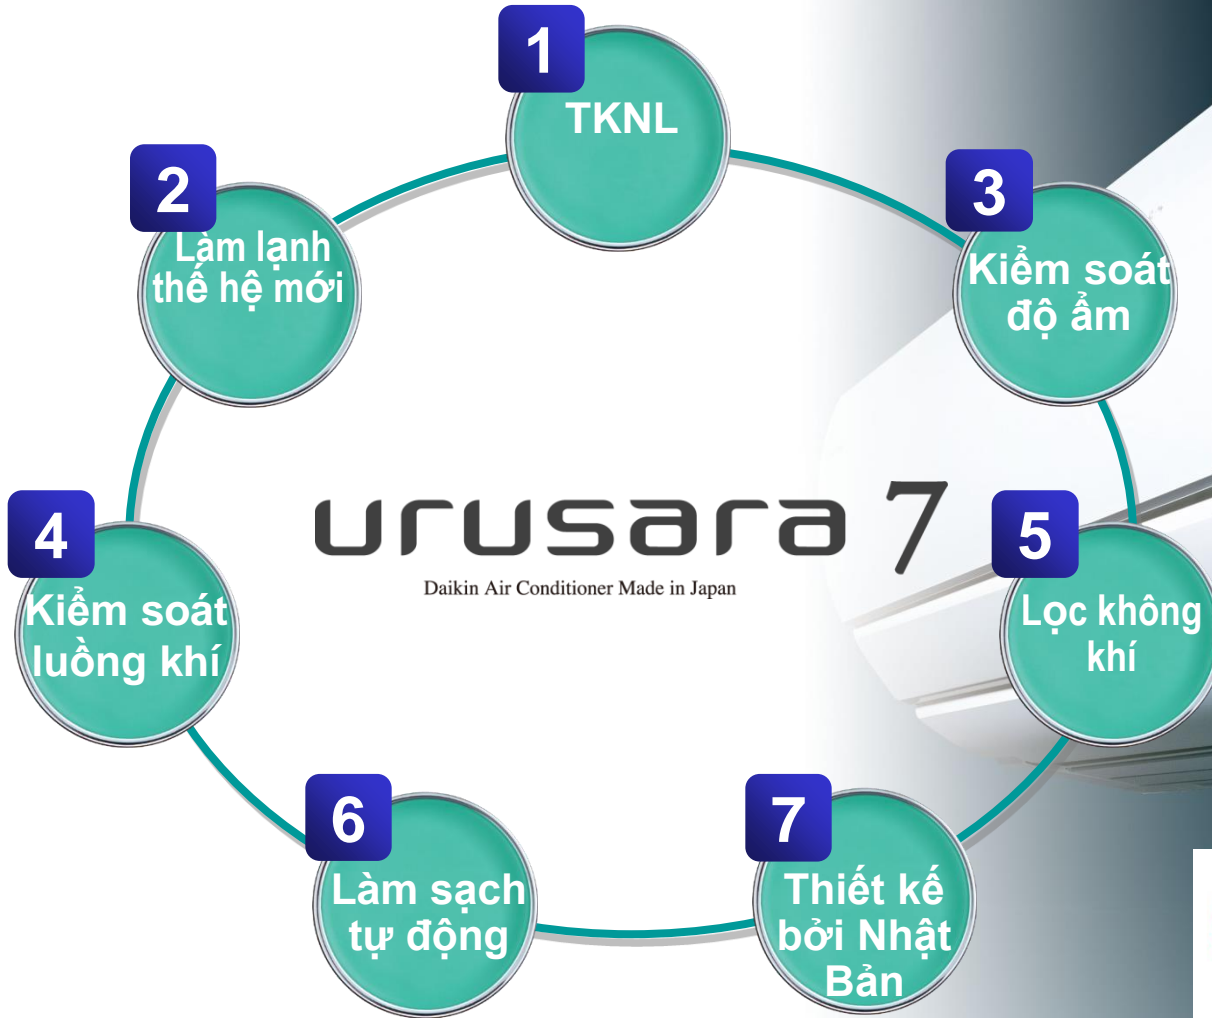 1
TKNL
2
Làm lạnh
thế hệ mới
3
Kiểm soát
độ ẩm
4
Kiểm soát
luồng khí
urusara 7
Daikin Air Conditioner Made in Japan
5
Lọc không
khí
6
Làm sạch
tự động
7
Thiết kế
bởi Nhật
Bản